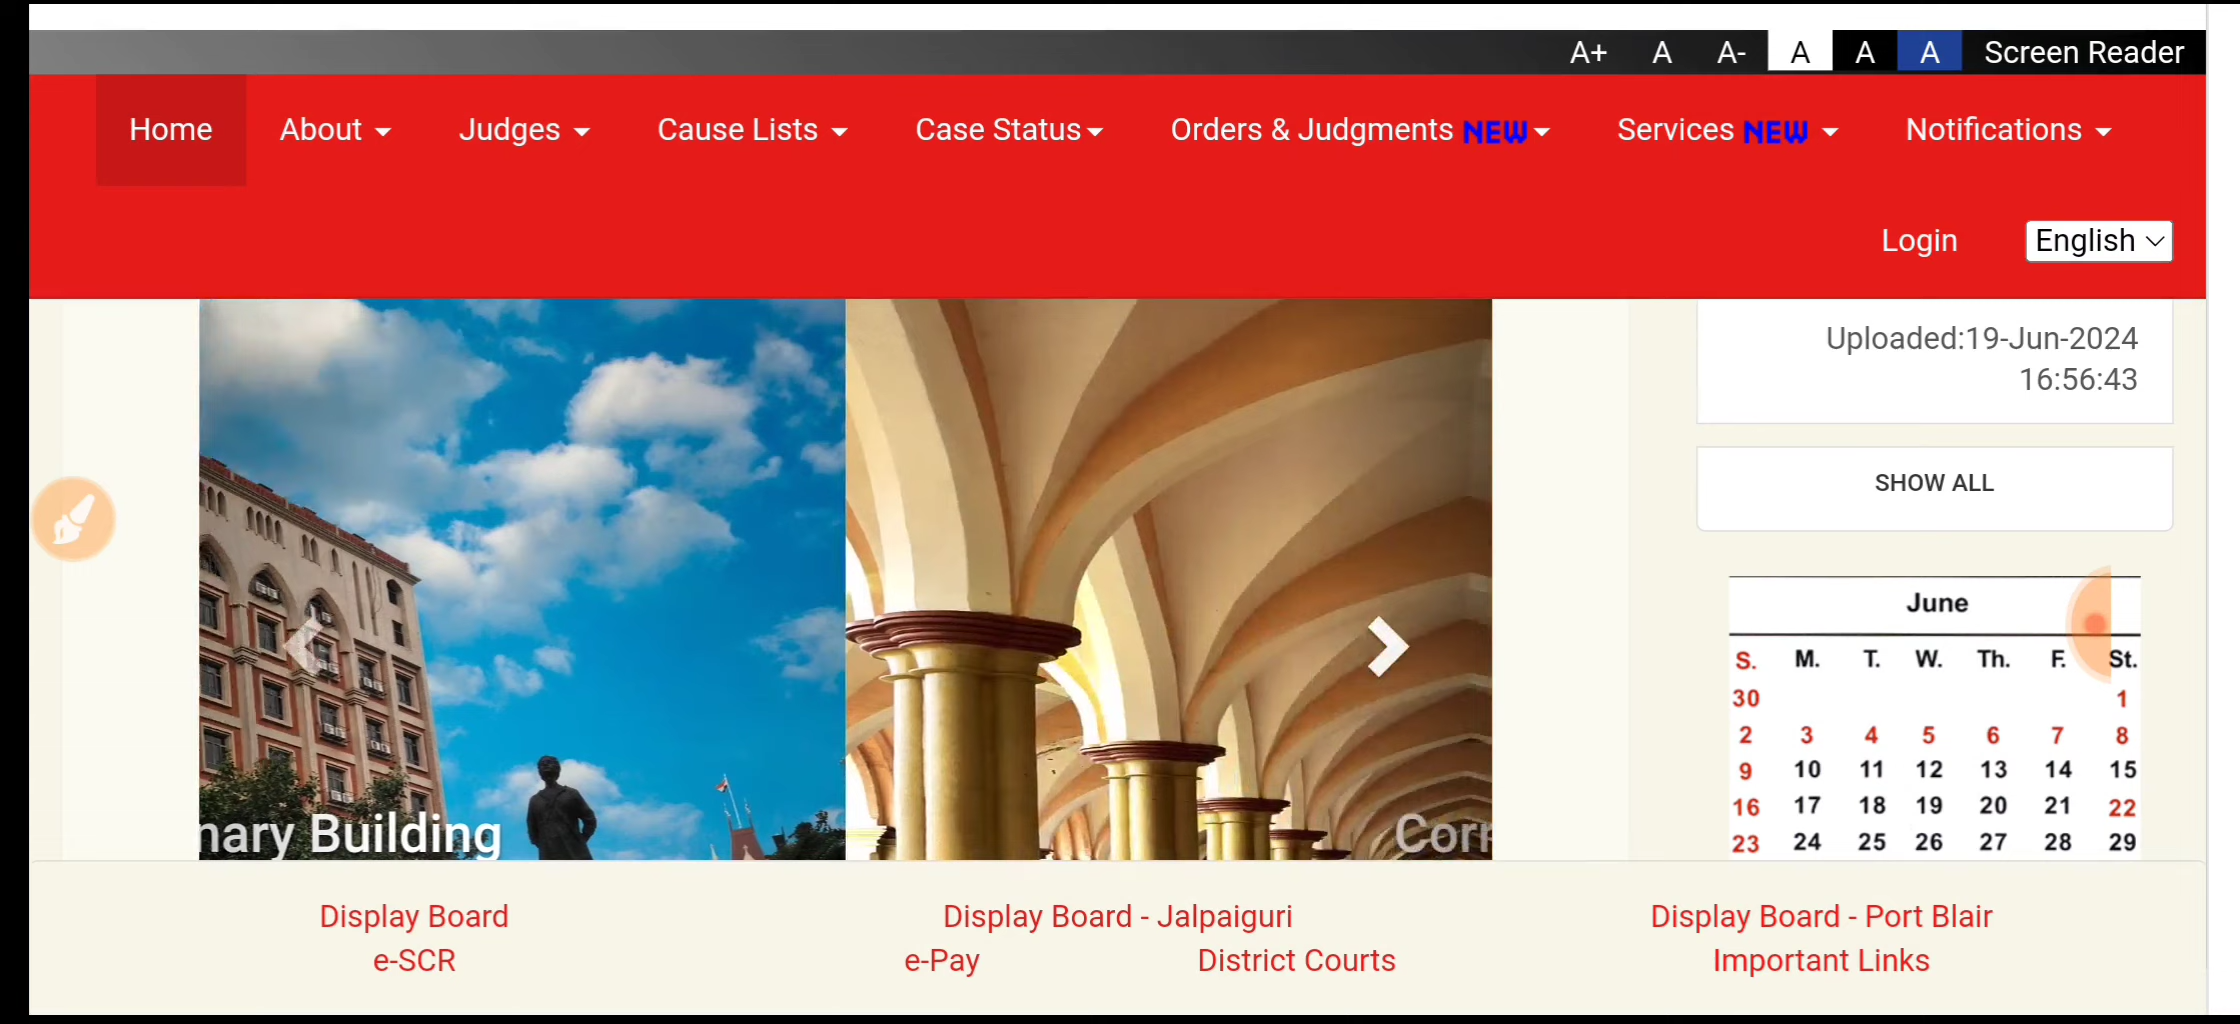 A+ A A- A A A Screen Reader
Home About Judges Cause Lists Case Status Orders & Judgments NEW Services NEW Notifications
Login English
Uploaded:19-Jun-2024
16:56:43
SHOW ALL
June
S. M. T. W. Th. F. St.
30 1
2 3 4 5 6 7 8
9 10 11 12 13 14 15
16 17 18 19 20 21 22
23 24 25 26 27 28 29
nary Building
Corr
Display Board Display Board - Jalpaiguri Display Board - Port Blair
e-SCR e-Pay District Courts Important Links